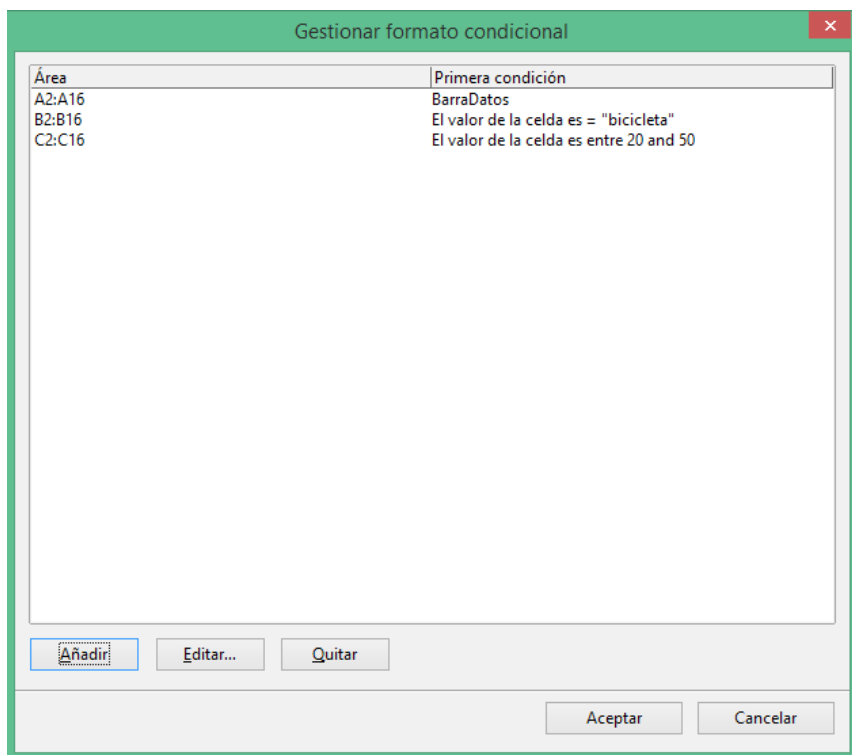 Gestionar formato condicional
Área Primera condición
A2:A16 BarraDatos
B2:B16 El valor de la celda es = "bicicleta"
C2:C16 El valor de la celda es entre 20 and 50
Añadir Editar... Quitar
Aceptar Cancelar